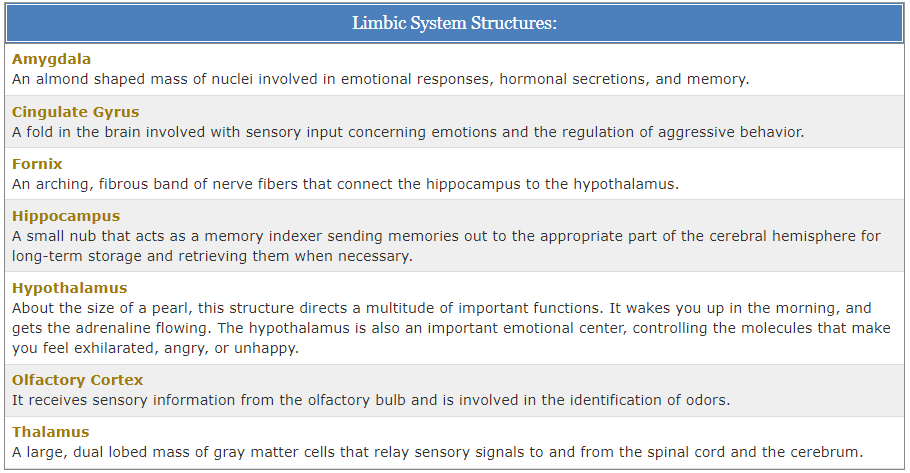 Limbic System Structures:
Amygdala
An almond shaped mass of nuclei involved in emotional responses, hormonal secretions, and memory.
Cingulate Gyrus
A fold in the brain involved with sensory input concerning emotions and the regulation of aggressive behavior.
Fornix
An arching, fibrous band of nerve fibers that connect the hippocampus to the hypothalamus.
Hippocampus
A small nub that acts as a memory indexer sending memories out to the appropriate part of the cerebral hemisphere for
long-term storage and retrieving them when necessary.
Hypothalamus
About the size of a pearl, this structure directs a multitude of important functions. It wakes you up in the morning, and
gets the adrenaline flowing. The hypothalamus is also an important emotional center, controlling the molecules that make
you feel exhilarated, angry, or unhappy.
Olfactory Cortex
It receives sensory information from the olfactory bulb and is involved in the identification of odors.
Thalamus
A large, dual lobed mass of gray matter cells that relay sensory signals to and from the spinal cord and the cerebrum.